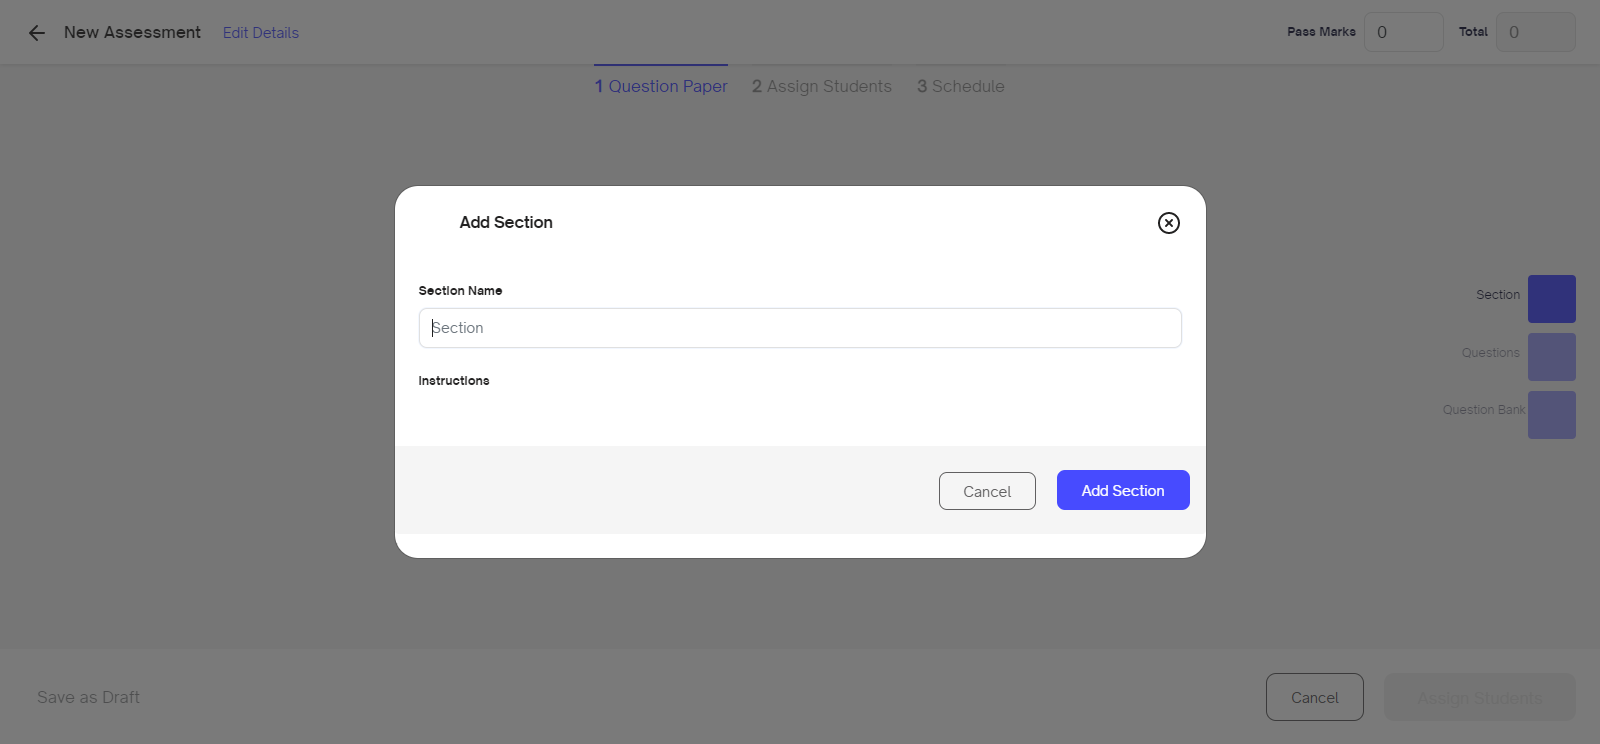 New Assessment Edit Details Pass Marks 0 Total 0
1 Question Paper 2 Assign Students 3 Schedule
Add Section
Section Name
Section
Instructions
Cancel Add Section
Section
Questions
Question Bank
Save as Draft Cancel Assign Students